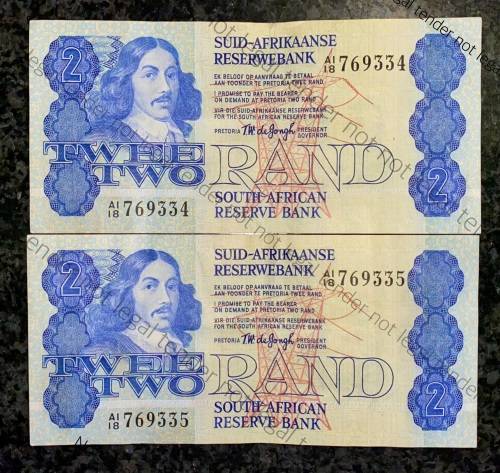 2
SUID-AFRIKAANSE
RESERWEBANK
AI/18 769334
EK BELOOF OP AANVRAAG TE BETAAL
AAN TOONDER TE PRETORIA TWEE RAND
I PROMISE TO PAY THE BEARER
ON DEMAND AT PRETORIA TWO RAND
VIR DIE SUID-AFRIKAANSE RESERWEBANK
FOR THE SOUTH AFRICAN RESERVE BANK
PRETORIA TW de Jongh PRESIDENT
GOVERNOR
TWEE
TWO RAND 2
AI/18 769334
SOUTH AFRICAN
RESERVE BANK
2
SUID-AFRIKAANSE
RESERWEBANK
AI/18 769335
EK BELOOF OP AANVRAAG TE BETAAL
AAN TOONDER TE PRETORIA TWEE RAND
I PROMISE TO PAY THE BEARER
ON DEMAND AT PRETORIA TWO RAND
VIR DIE SUID-AFRIKAANSE RESERWEBANK
FOR THE SOUTH AFRICAN RESERVE BANK
PRETORIA TW de Jongh PRESIDENT
GOVERNOR
TWEE
TWO RAND 2
AI/18 769335
SOUTH AFRICAN
RESERVE BANK
legal tender not legal tender not